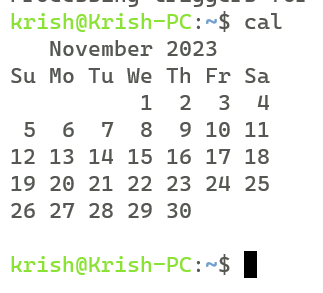 krish@Krish-PC:~$ cal
   November 2023
Su Mo Tu We Th Fr Sa
          1  2  3  4
 5  6  7  8  9 10 11
12 13 14 15 16 17 18
19 20 21 22 23 24 25
26 27 28 29 30
krish@Krish-PC:~$